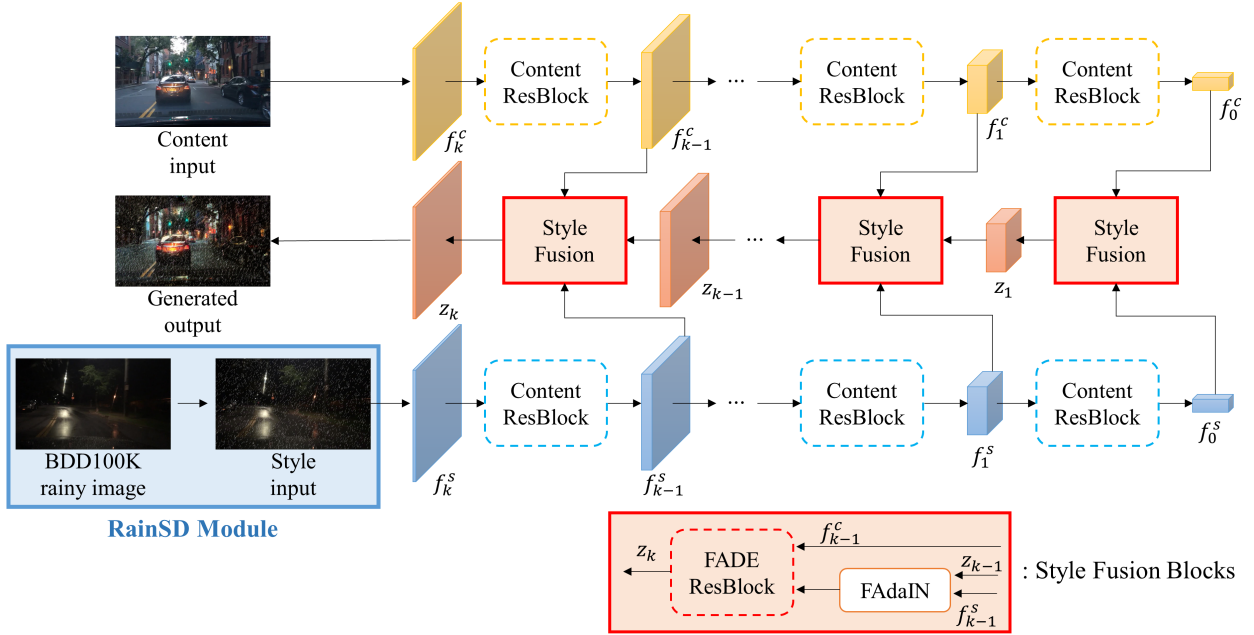 Content
input
f_k^c
Content
ResBlock
f_{k-1}^c
...
Content
ResBlock
f_1^c
Content
ResBlock
f_0^c
Generated
output
z_k
Style
Fusion
z_{k-1}
...
Style
Fusion
z_1
Style
Fusion
BDD100K
rainy image
Style
input
RainSD Module
f_k^s
Content
ResBlock
f_{k-1}^s
...
Content
ResBlock
f_1^s
Content
ResBlock
f_0^s
z_k
FADE
ResBlock
f_{k-1}^c
FAdaIN
z_{k-1}
f_{k-1}^s
: Style Fusion Blocks